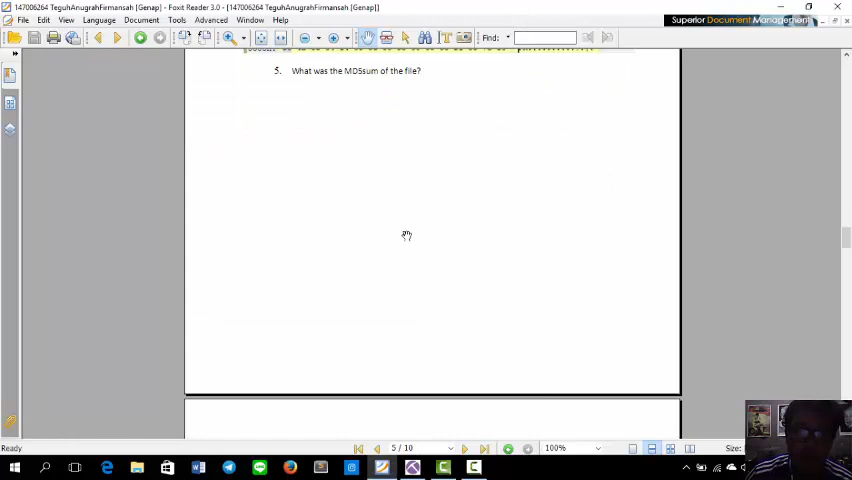 147006264 TeguhAnugrahFirmansah [Genap] - Foxit Reader 3.0 - [147006264 TeguhAnugrahFirmansah [Genap]]
File Edit View Language Document Tools Advanced Window Help
Superior Document Management
Find:
5. What was the MD5sum of the file?
5 / 10
100%
Ready
Size: